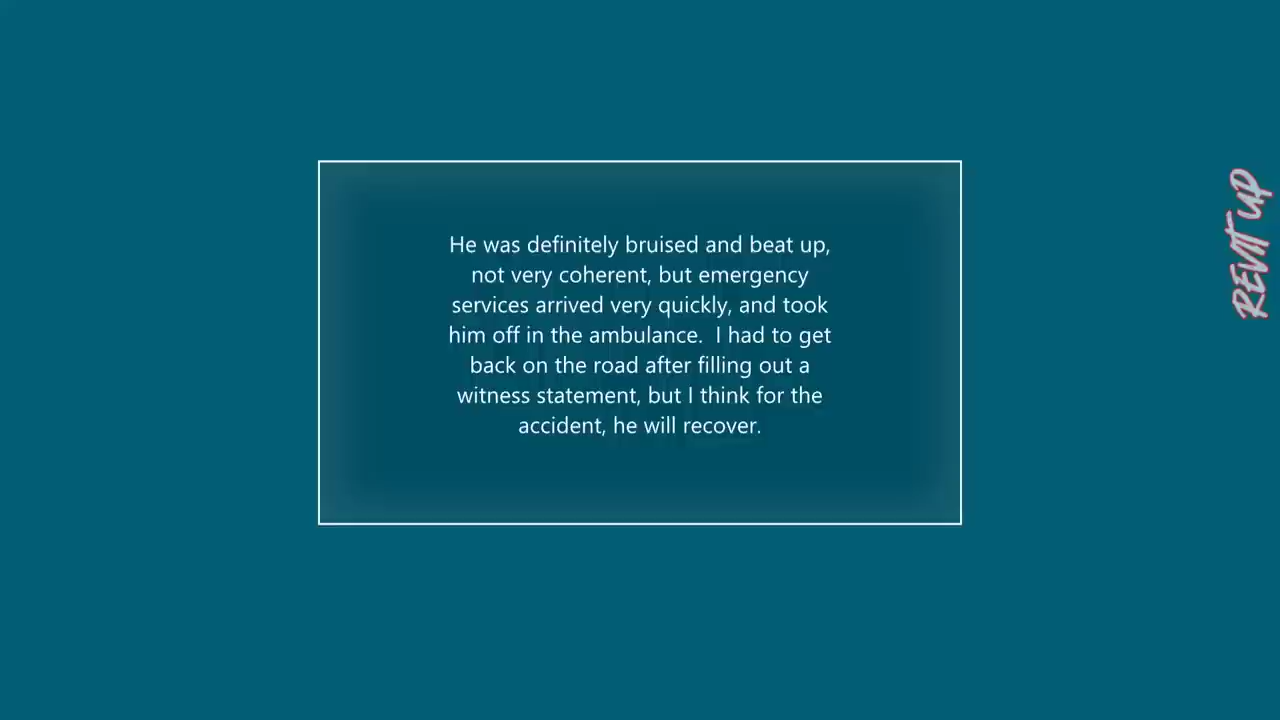 He was definitely bruised and beat up,
not very coherent, but emergency
services arrived very quickly, and took
him off in the ambulance.  I had to get
back on the road after filling out a
witness statement, but I think for the
accident, he will recover.
REVIT UP